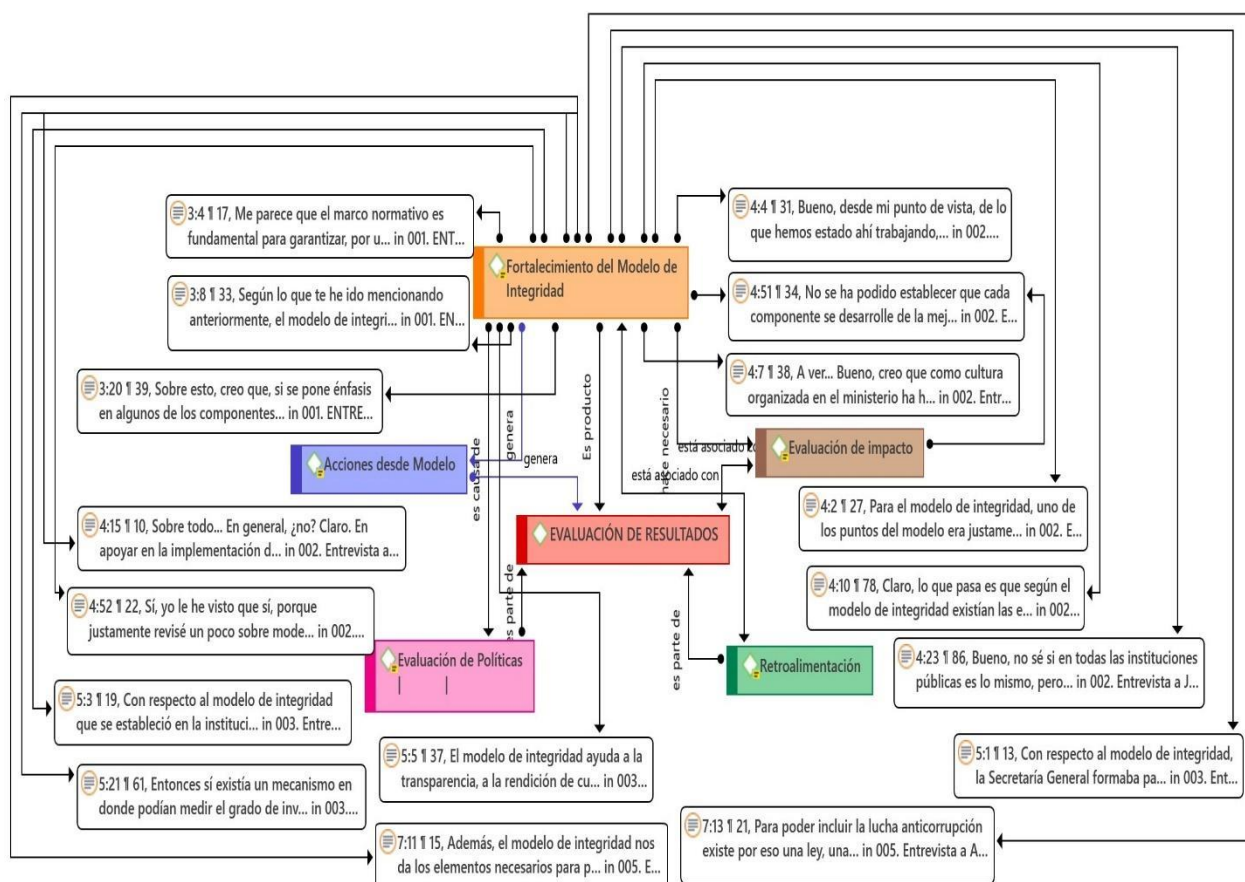 3:4 ¶ 17, Me parece que el marco normativo es
fundamental para garantizar, por u... in 001. ENT...
4:4 ¶ 31, Bueno, desde mi punto de vista, de lo
que hemos estado ahí trabajando,... in 002....
Fortalecimiento del Modelo de
Integridad
3:8 ¶ 33, Según lo que te he ido mencionando
anteriormente, el modelo de integri... in 001. EN...
4:51 ¶ 34, No se ha podido establecer que cada
componente se desarrolle de la mej... in 002. E...
3:20 ¶ 39, Sobre esto, creo que, si se pone énfasis
en algunos de los componentes... in 001. ENTRE...
4:7 ¶ 38, A ver... Bueno, creo que como cultura
organizada en el ministerio ha h... in 002. Entr...
es causa de
genera
Es producto
necesario
Acciones desde Modelo
genera
está asociado
está asociado con
Evaluación de impacto
4:15 ¶ 10, Sobre todo... En general, ¿no? Claro. En
apoyar en la implementación d... in 002. Entrevista a...
EVALUACIÓN DE RESULTADOS
4:2 ¶ 27, Para el modelo de integridad, uno de
los puntos del modelo era justame... in 002. E...
4:10 ¶ 78, Claro, lo que pasa es que según el
modelo de integridad existían las e... in 002...
4:52 ¶ 22, Sí, yo le he visto que sí, porque
justamente revisé un poco sobre mode... in 002....
es parte de
es parte de
Evaluación de Políticas
Retroalimentación
4:23 ¶ 86, Bueno, no sé si en todas las instituciones
públicas es lo mismo, pero... in 002. Entrevista a J...
5:3 ¶ 19, Con respecto al modelo de integridad
que se estableció en la instituci... in 003. Entre...
5:5 ¶ 37, El modelo de integridad ayuda a la
transparencia, a la rendición de cu... in 003...
5:1 ¶ 13, Con respecto al modelo de integridad,
la Secretaría General formaba pa... in 003. Ent...
5:21 ¶ 61, Entonces sí existía un mecanismo en
donde podían medir el grado de inv... in 003....
7:11 ¶ 15, Además, el modelo de integridad nos
da los elementos necesarios para p... in 005. E...
7:13 ¶ 21, Para poder incluir la lucha anticorrupción
existe por eso una ley, una... in 005. Entrevista a A...